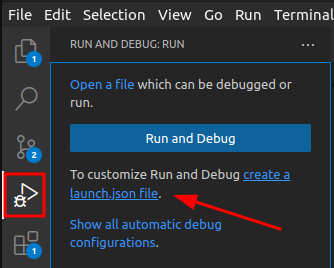 File Edit Selection View Go Run Terminal
RUN AND DEBUG: RUN ...
1
Open a file which can be debugged or
run.
Run and Debug
2
To customize Run and Debug create a
launch.json file.
Show all automatic debug
configurations.
1